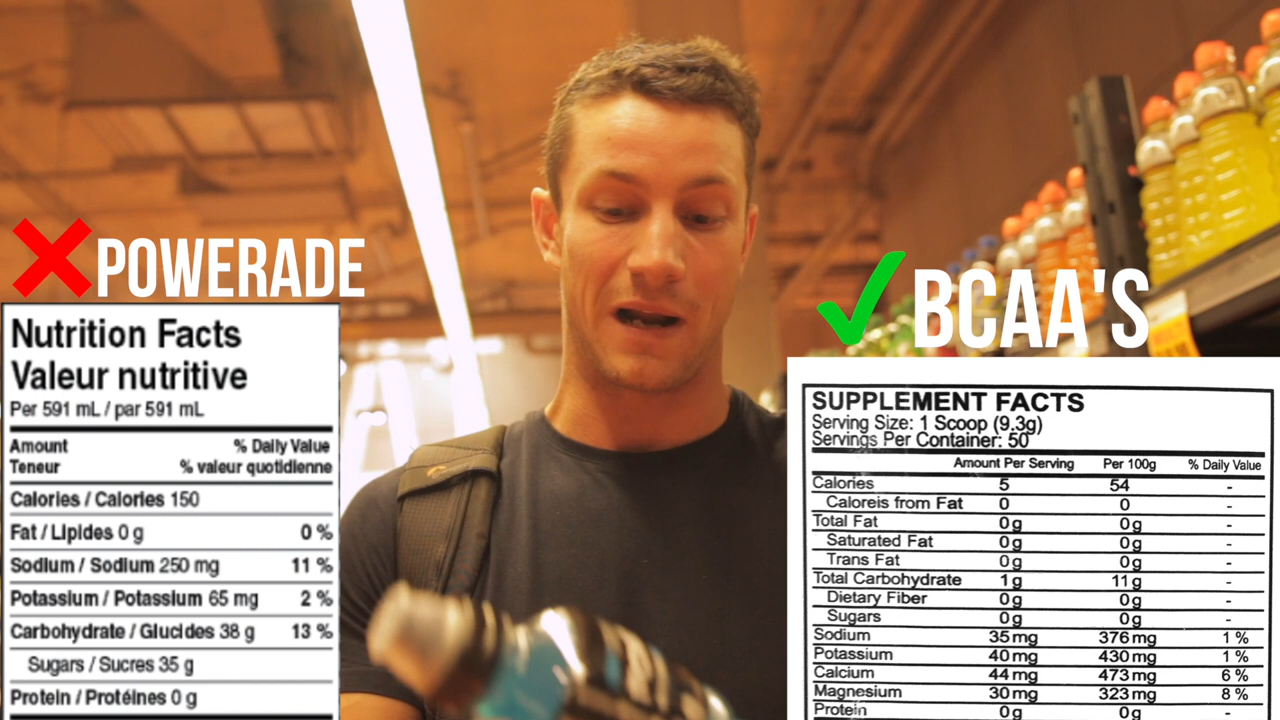 POWERADE
Nutrition Facts
Valeur nutritive
Per 591 mL / par 591 mL
Amount % Daily Value
Teneur % valeur quotidienne
Calories / Calories 150
Fat / Lipides 0 g 0 %
Sodium / Sodium 250 mg 11 %
Potassium / Potassium 65 mg 2 %
Carbohydrate / Glucides 38 g 13 %
Sugars / Sucres 35 g
Protein / Protéines 0 g
BCAA'S
SUPPLEMENT FACTS
Serving Size: 1 Scoop (9.3g)
Servings Per Container: 50
Amount Per Serving Per 100g % Daily Value
Calories 5 54 -
Caloreis from Fat 0 0 -
Total Fat 0g 0g -
Saturated Fat 0g 0g -
Trans Fat 0g 0g -
Total Carbohydrate 1g 11g -
Dietary Fiber 0g 0g -
Sugars 0g 0g -
Sodium 35mg 376mg 1%
Potassium 40mg 430mg 1%
Calcium 44mg 473mg 6%
Magnesium 30mg 323mg 8%
Protein 0g 0g -